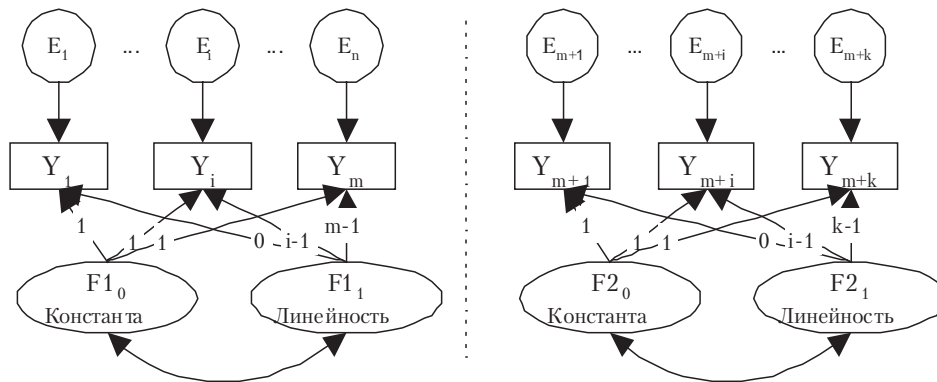 E₁ ... Eᵢ ... Eₙ Eₘ₊₁ ... Eₘ₊ᵢ ... Eₘ₊ₖ
Y₁ Yᵢ Yₘ Yₘ₊₁ Yₘ₊ᵢ Yₘ₊ₖ
1 1 1 0 i-1 m-1 1 1 1 0 i-1 k-1
F1₀ F1₁ F2₀ F2₁
Константа Линейность Константа Линейность